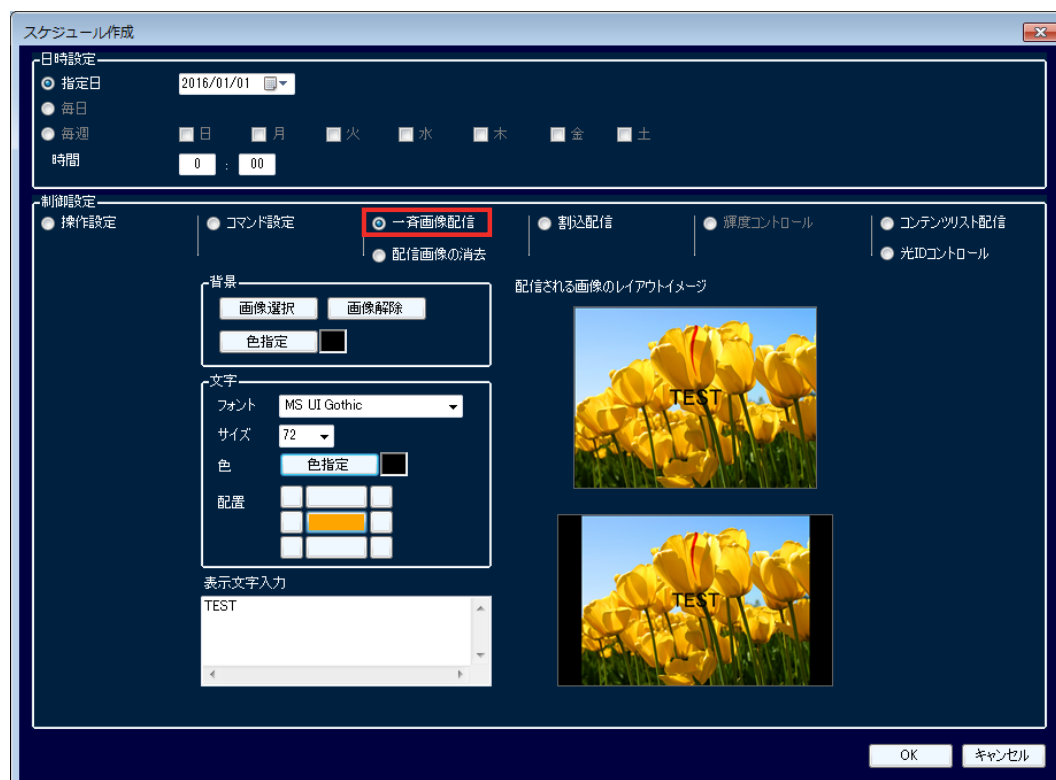 スケジュール作成
日時設定
指定日 2016/01/01
毎日
毎週 日 月 火 水 木 金 土
時間 0 : 00
制御設定
操作設定 コマンド設定 一斉画像配信 割込配信 輝度コントロール コンテンツリスト配信
配信画像の消去 光IDコントロール
背景 配信される画像のレイアウトイメージ
画像選択 画像解除
色指定
文字
フォント MS UI Gothic
TEST
サイズ 72
色 色指定
配置
表示文字入力
TEST
TEST
OK キャンセル